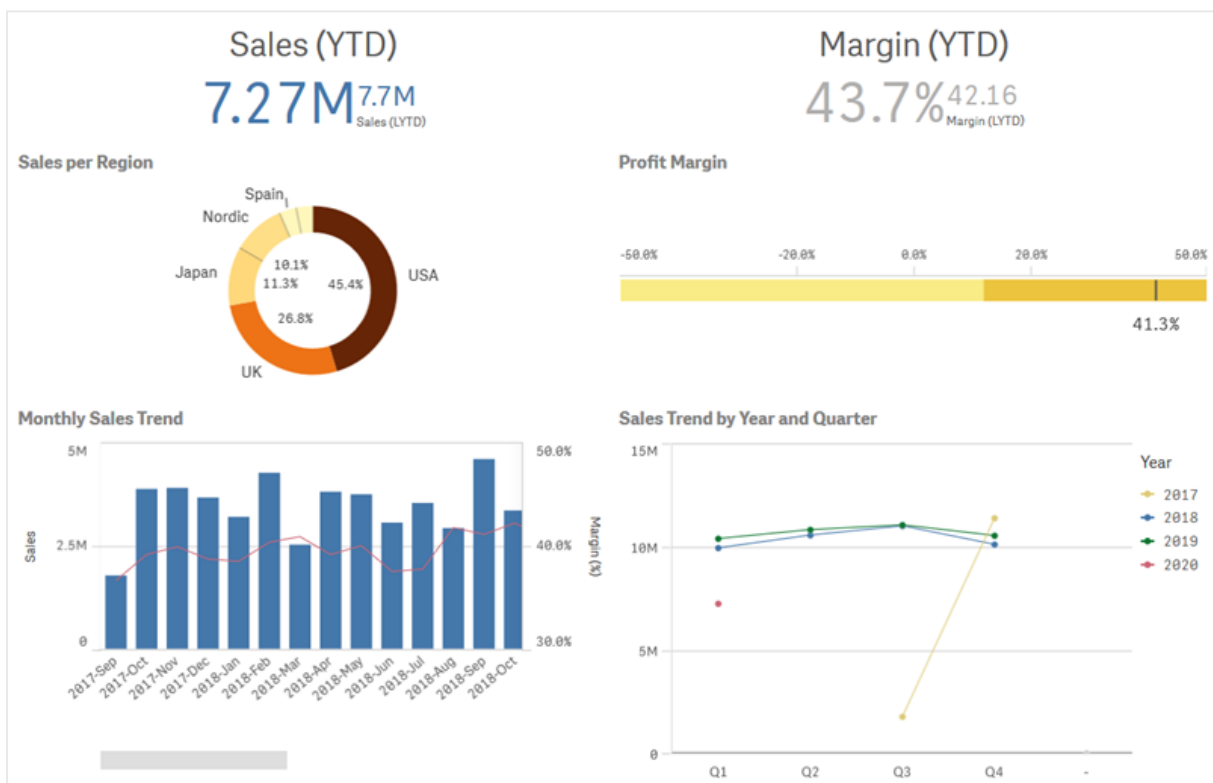 Sales (YTD)
7.27M 7.7M
Sales (LYTD)
Margin (YTD)
43.7% 42.16
Margin (LYTD)
Sales per Region
Spain
Nordic
Japan
USA
UK
10.1%
11.3%
45.4%
26.8%
Profit Margin
-50.0% -20.0% 0.0% 20.0% 50.0%
41.3%
Monthly Sales Trend
5M
2.5M
0
Sales
50.0%
40.0%
30.0%
Margin (%)
2017-Sep
2017-Oct
2017-Nov
2017-Dec
2018-Jan
2018-Feb
2018-Mar
2018-Apr
2018-May
2018-Jun
2018-Jul
2018-Aug
2018-Sep
2018-Oct
Sales Trend by Year and Quarter
15M
10M
5M
0
Q1 Q2 Q3 Q4 -
Year
2017
2018
2019
2020